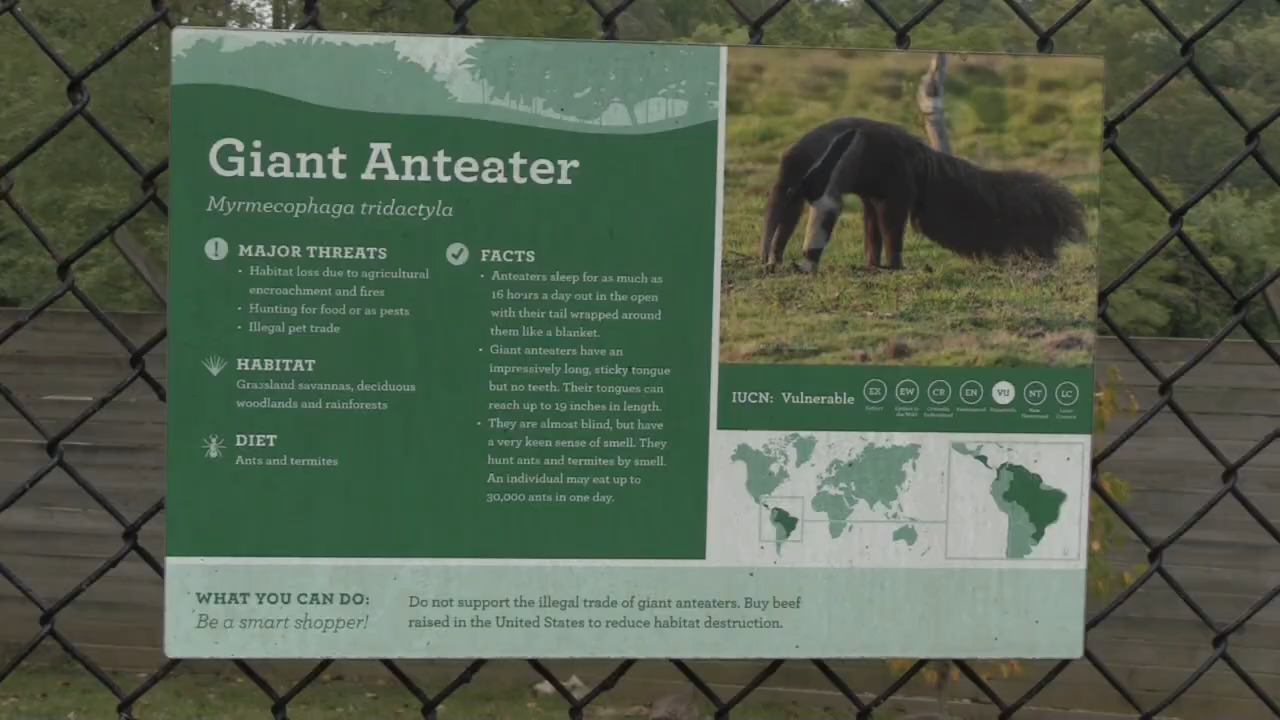 Giant Anteater
Myrmecophaga tridactyla
MAJOR THREATS
• Habitat loss due to agricultural
encroachment and fires
• Hunting for food or as pests
• Illegal pet trade
HABITAT
Grassland savannas, deciduous
woodlands and rainforests
DIET
Ants and termites
FACTS
• Anteaters sleep for as much as
16 hours a day out in the open
with their tail wrapped around
them like a blanket.
• Giant anteaters have an
impressively long, sticky tongue
but no teeth. Their tongues can
reach up to 19 inches in length.
• They are almost blind, but have
a very keen sense of smell. They
hunt ants and termites by smell.
An individual may eat up to
30,000 ants in one day.
IUCN: Vulnerable
EX EW CR EN VU NT LC
WHAT YOU CAN DO:
Be a smart shopper!
Do not support the illegal trade of giant anteaters. Buy beef
raised in the United States to reduce habitat destruction.